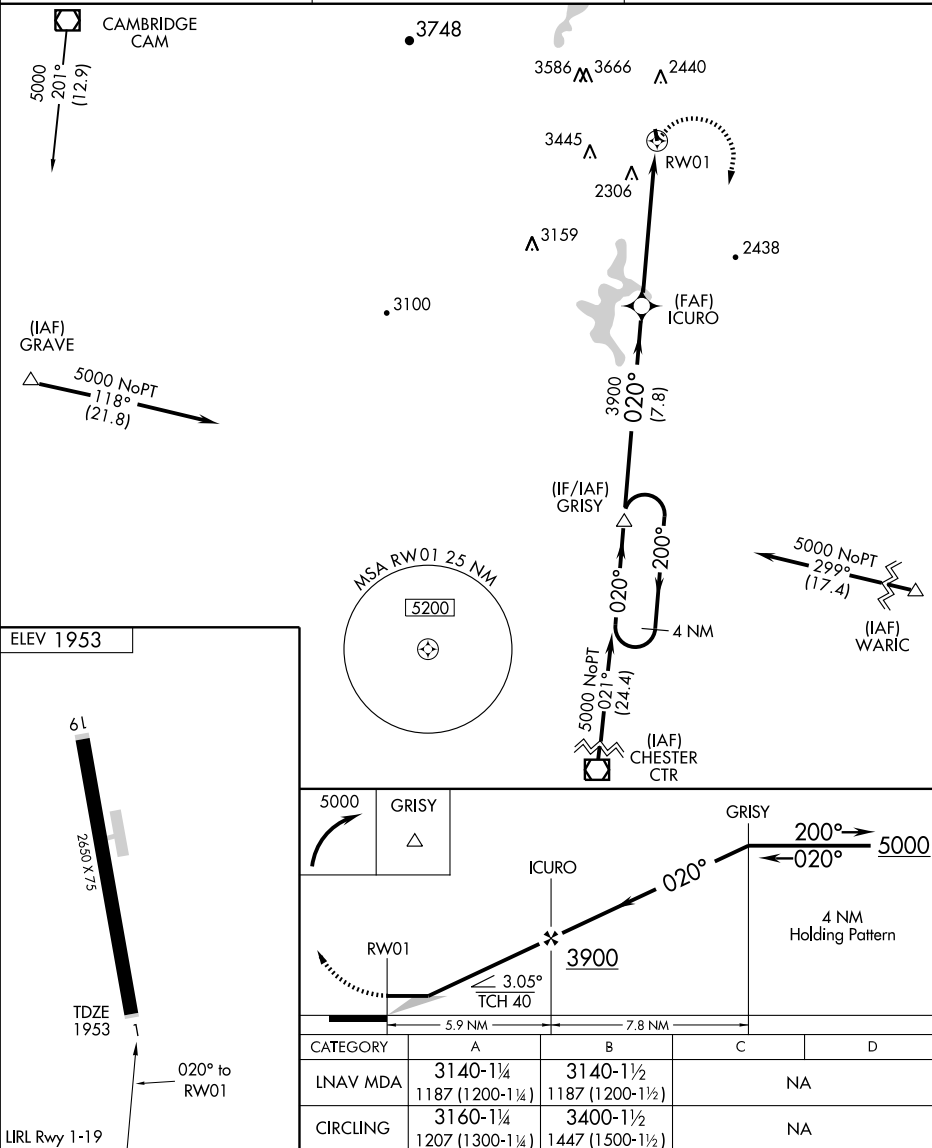 CAMBRIDGE
CAM
5000
201°
(12.9)
3748
3586
3666
2440
3445
2306
RW01
3159
2438
3100
(FAF)
ICURO
(IAF)
GRAVE
5000 NoPT
118°
(21.8)
3900
020°
(7.8)
(IF/IAF)
GRISY
020°
200°
4 NM
5000 NoPT
299°
(17.4)
(IAF)
WARIC
MSA RW01 25 NM
5200
5000 NoPT
021°
(24.4)
(IAF)
CHESTER
CTR
ELEV 1953
19
2650 X 75
TDZE
1953
1
020° to
RW01
LIRL Rwy 1-19
5000
GRISY
GRISY
200°
020°
5000
ICURO
020°
4 NM
Holding Pattern
RW01
3900
3.05°
TCH 40
5.9 NM
7.8 NM
CATEGORY A B C D
LNAV MDA 3140-1¼ 3140-1½ NA
1187 (1200-1¼) 1187 (1200-1½)
CIRCLING 3160-1¼ 3400-1½ NA
1207 (1300-1¼) 1447 (1500-1½)